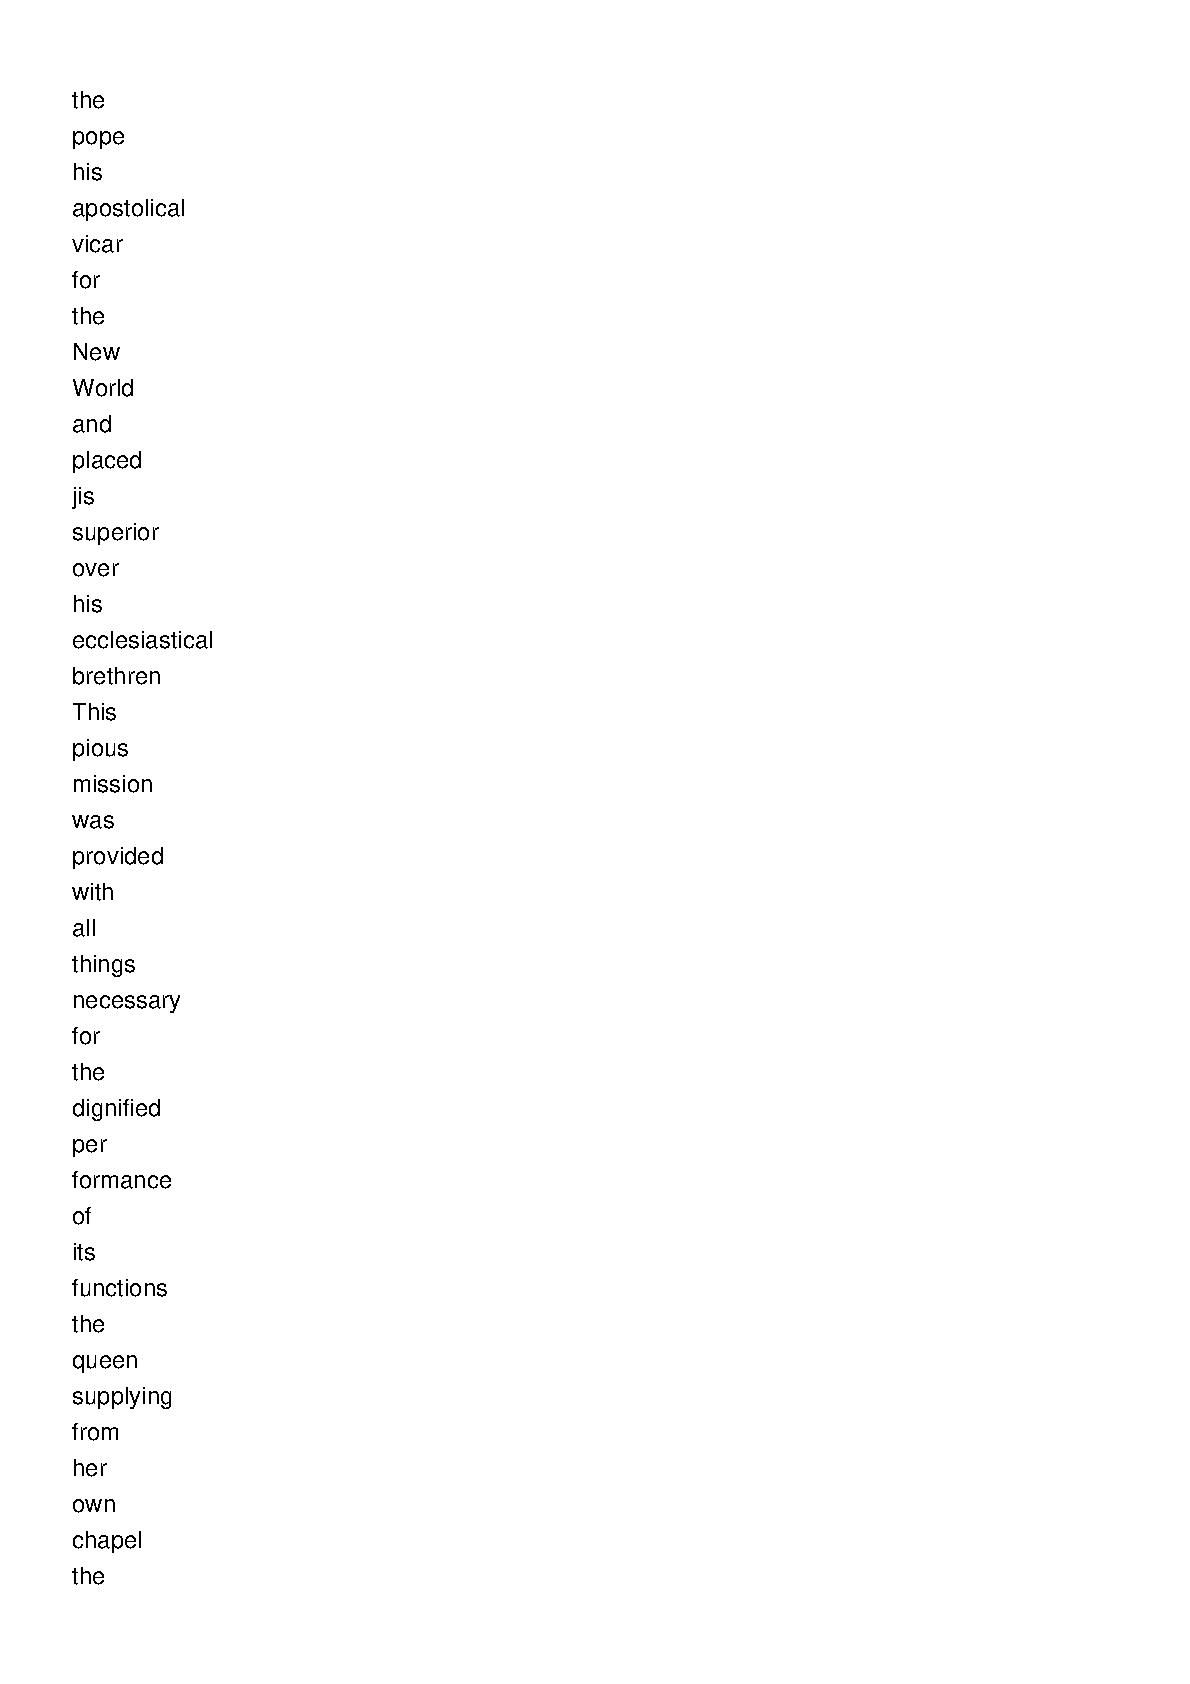 the
pope
his
apostolical
vicar
for
the
New
World
and
placed
jis
superior
over
his
ecclesiastical
brethren
This
pious
mission
was
provided
with
all
things
necessary
for
the
dignified
per
formance
of
its
functions
the
queen
supplying
from
her
own
chapel
the